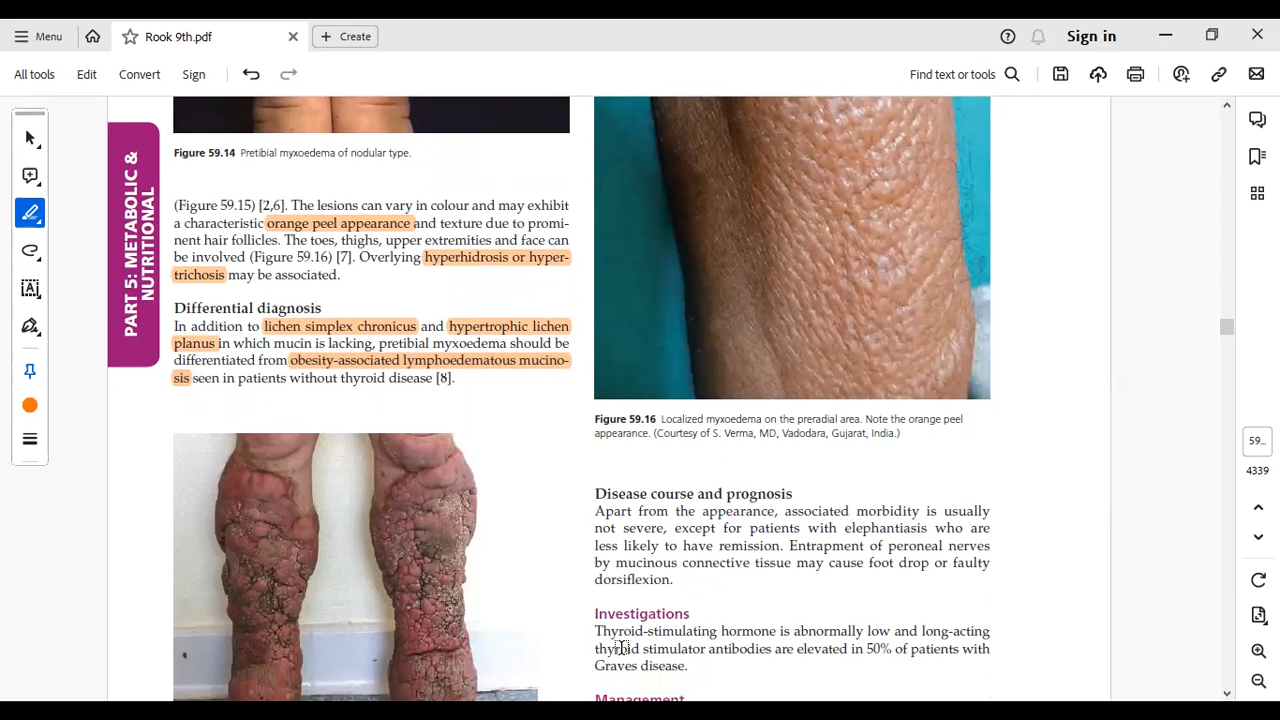 Menu
Rook 9th.pdf
Create
Sign in
All tools
Edit
Convert
Sign
Find text or tools
PART 5: METABOLIC &
NUTRITIONAL
Figure 59.14 Pretibial myxoedema of nodular type.
(Figure 59.15) [2,6]. The lesions can vary in colour and may exhibit
a characteristic orange peel appearance and texture due to promi-
nent hair follicles. The toes, thighs, upper extremities and face can
be involved (Figure 59.16) [7]. Overlying hyperhidrosis or hyper-
trichosis may be associated.
Differential diagnosis
In addition to lichen simplex chronicus and hypertrophic lichen
planus in which mucin is lacking, pretibial myxoedema should be
differentiated from obesity-associated lymphoedematous mucino-
sis seen in patients without thyroid disease [8].
Figure 59.16 Localized myxoedema on the preradial area. Note the orange peel
appearance. (Courtesy of S. Verma, MD, Vadodara, Gujarat, India.)
Disease course and prognosis
Apart from the appearance, associated morbidity is usually
not severe, except for patients with elephantiasis who are
less likely to have remission. Entrapment of peroneal nerves
by mucinous connective tissue may cause foot drop or faulty
dorsiflexion.
Investigations
Thyroid-stimulating hormone is abnormally low and long-acting
thyroid stimulator antibodies are elevated in 50% of patients with
Graves disease.
Management
59...
4339